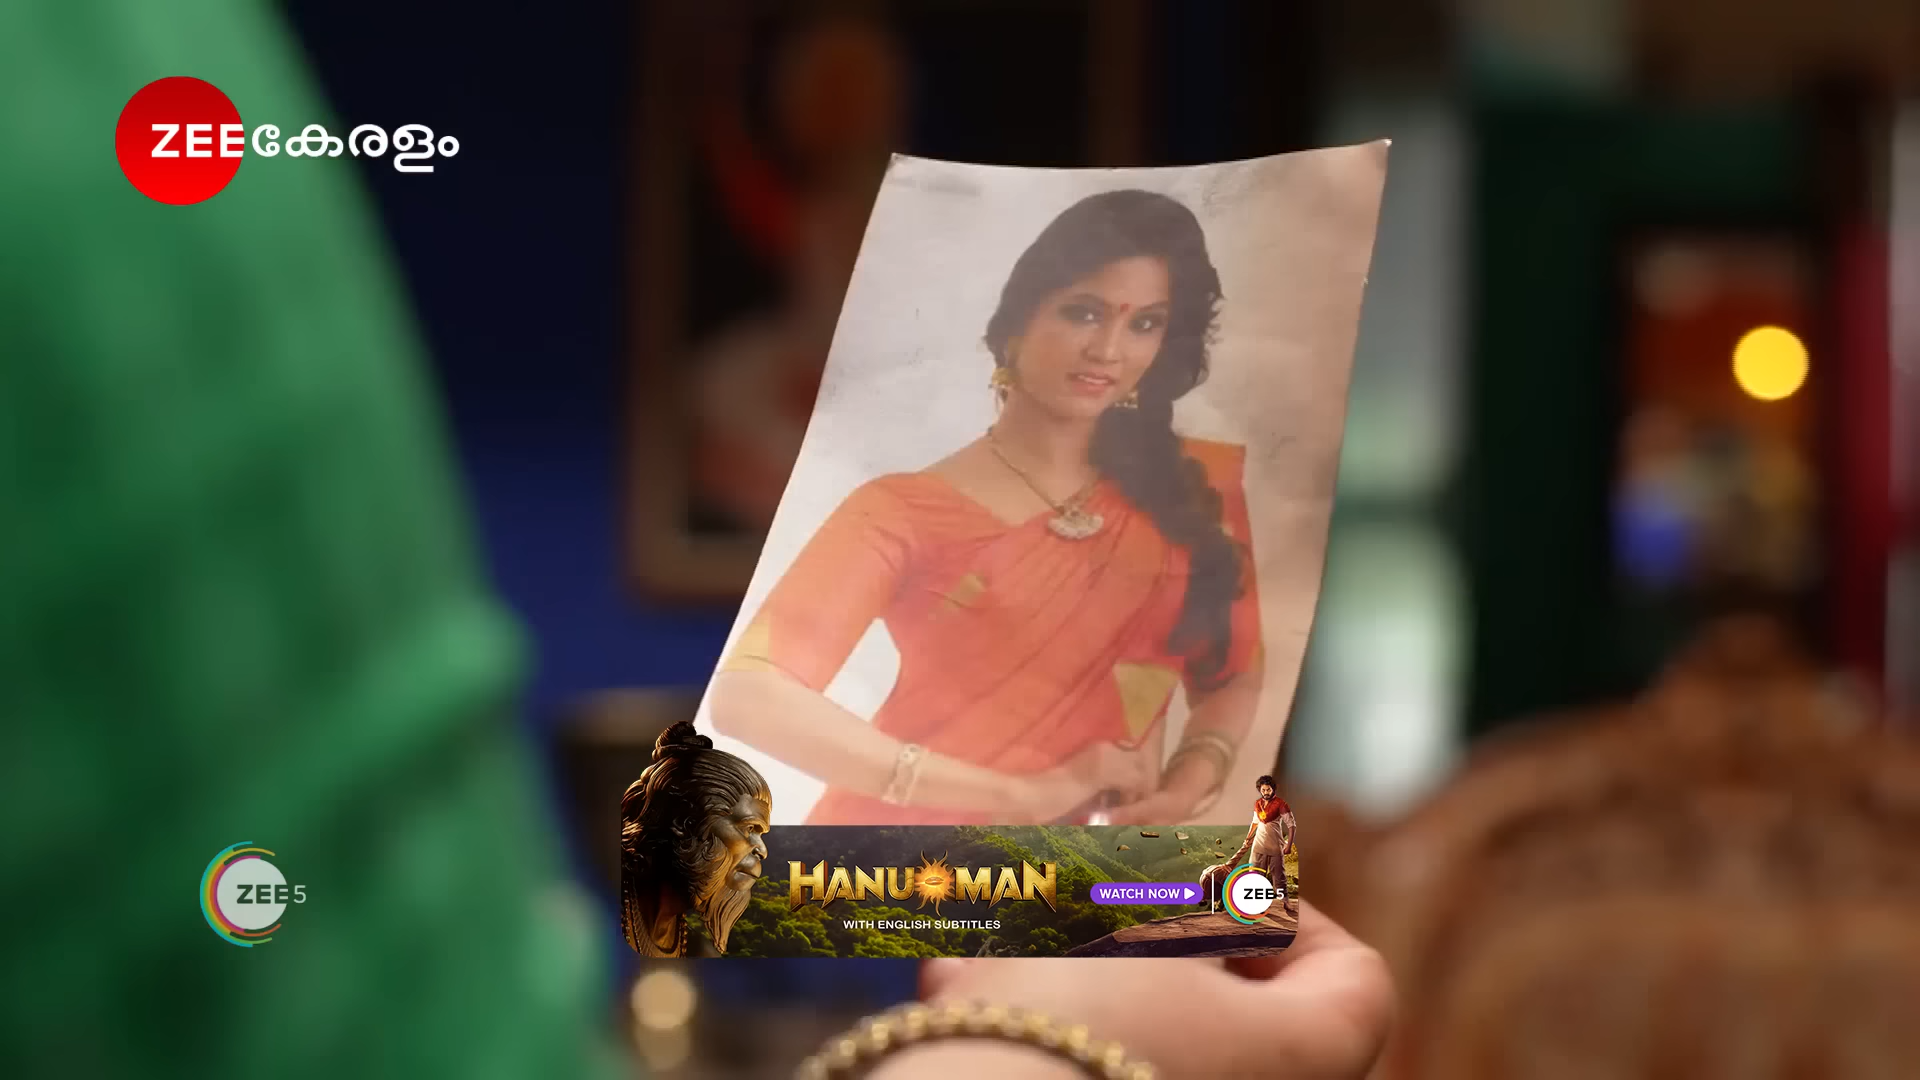 ZEEകേരളം
HANUMAN
WITH ENGLISH SUBTITLES
WATCH NOW
ZEE5
ZEE5